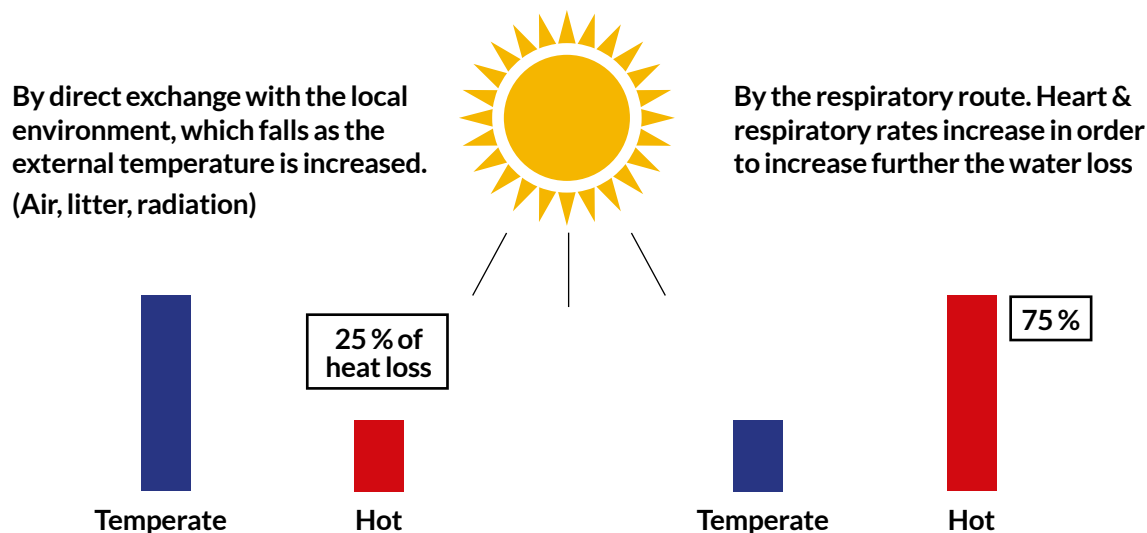 By direct exchange with the local
environment, which falls as the
external temperature is increased.
(Air, litter, radiation)
By the respiratory route. Heart &
respiratory rates increase in order
to increase further the water loss
25 % of
heat loss
75 %
Temperate
Hot
Temperate
Hot